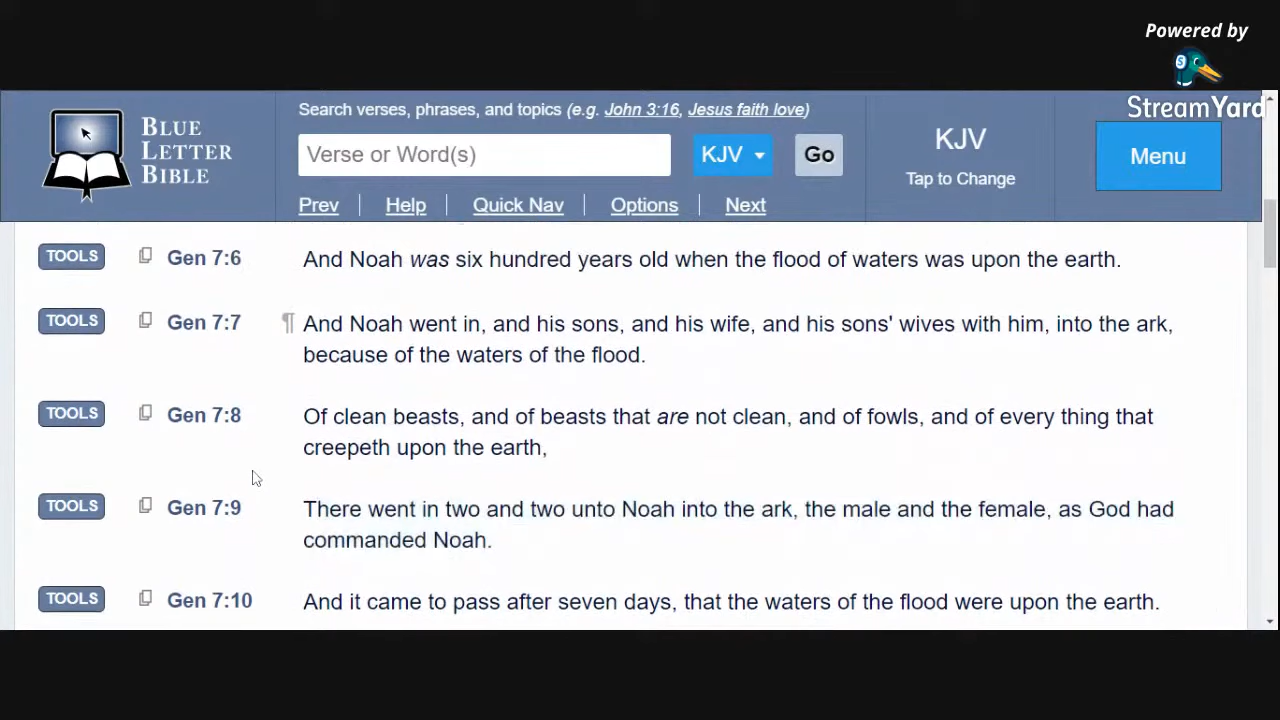 Powered by
StreamYard
BLUE
LETTER
BIBLE
Search verses, phrases, and topics (e.g. John 3:16, Jesus faith love)
Verse or Word(s)
KJV
Go
KJV
Tap to Change
Menu
Prev
Help
Quick Nav
Options
Next
TOOLS Gen 7:6 And Noah was six hundred years old when the flood of waters was upon the earth.
TOOLS Gen 7:7 ¶ And Noah went in, and his sons, and his wife, and his sons' wives with him, into the ark,
because of the waters of the flood.
TOOLS Gen 7:8 Of clean beasts, and of beasts that are not clean, and of fowls, and of every thing that
creepeth upon the earth,
TOOLS Gen 7:9 There went in two and two unto Noah into the ark, the male and the female, as God had
commanded Noah.
TOOLS Gen 7:10 And it came to pass after seven days, that the waters of the flood were upon the earth.